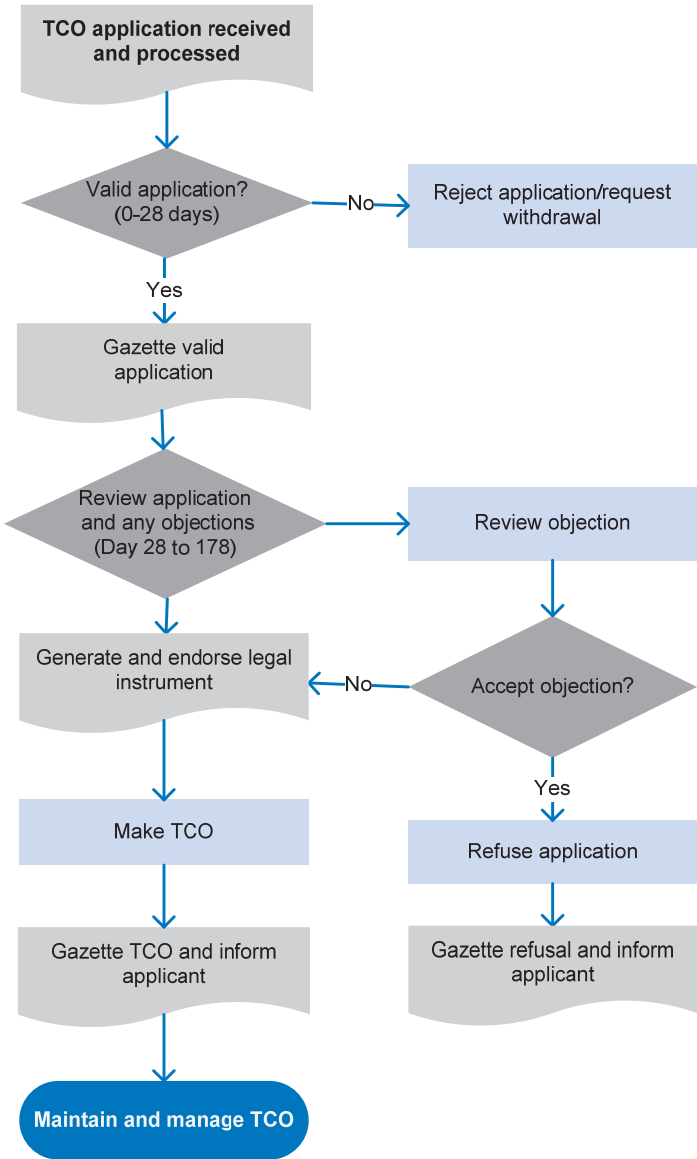 TCO application received
and processed
Valid application?
(0–28 days)
No
Reject application/request
withdrawal
Yes
Gazette valid
application
Review application
and any objections
(Day 28 to 178)
Review objection
Generate and endorse legal
instrument
No
Accept objection?
Yes
Make TCO
Refuse application
Gazette TCO and inform
applicant
Gazette refusal and inform
applicant
Maintain and manage TCO